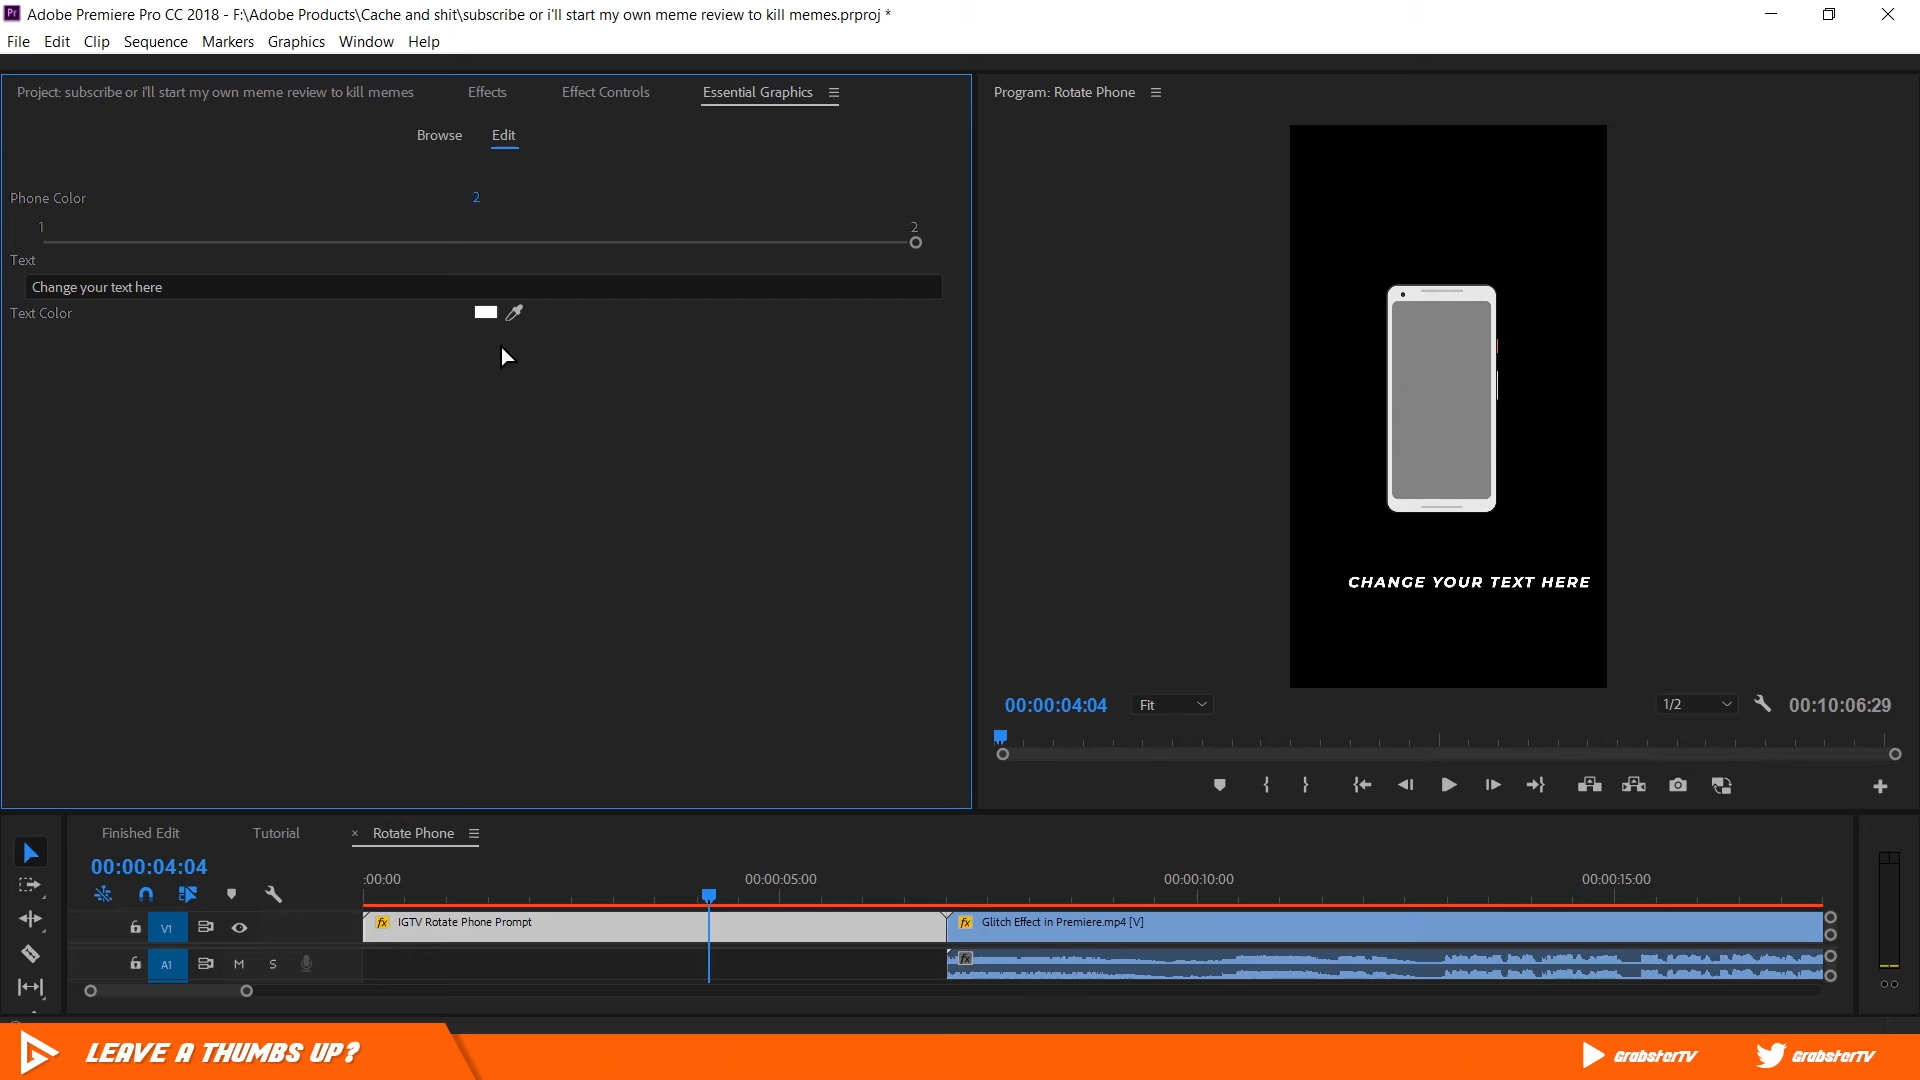 Adobe Premiere Pro CC 2018 - F:\Adobe Products\Cache and shit\subscribe or i'll start my own meme review to kill memes.prproj *
File Edit Clip Sequence Markers Graphics Window Help
Project: subscribe or i'll start my own meme review to kill memes Effects Effect Controls Essential Graphics
Browse Edit
Phone Color 2
1 2
Text
Change your text here
Text Color
Program: Rotate Phone
CHANGE YOUR TEXT HERE
00:00:04:04 Fit 1/2 00:10:06:29
Finished Edit Tutorial × Rotate Phone
00:00:04:04
:00:00 00:00:05:00 00:00:10:00 00:00:15:00
V1 fx IGTV Rotate Phone Prompt fx Glitch Effect in Premiere.mp4 [V]
A1 M S fx
LEAVE A THUMBS UP?
GrabsterTV GrabsterTV